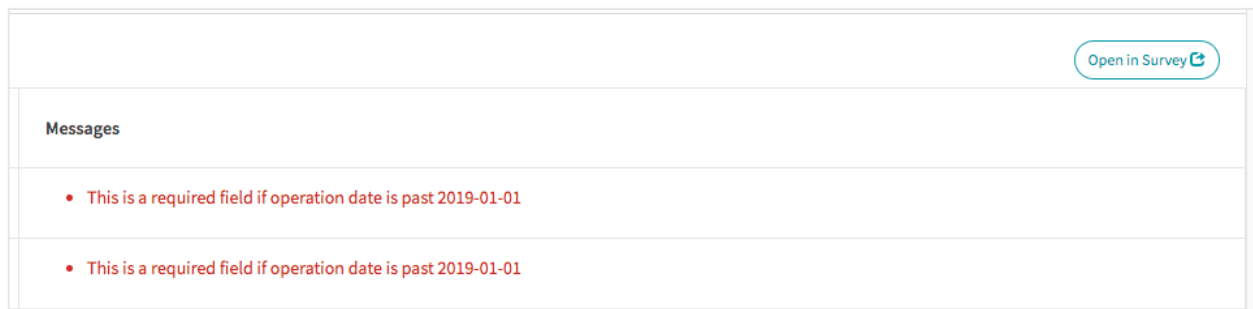 Open in Survey
Messages
• This is a required field if operation date is past 2019-01-01
• This is a required field if operation date is past 2019-01-01